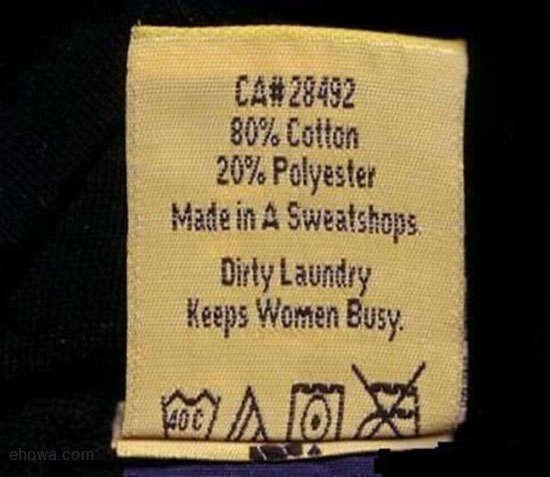 CA#28492
80% Cotton
20% Polyester
Made in A Sweatshops.
Dirty Laundry
Keeps Women Busy.
40C
ehowa.com